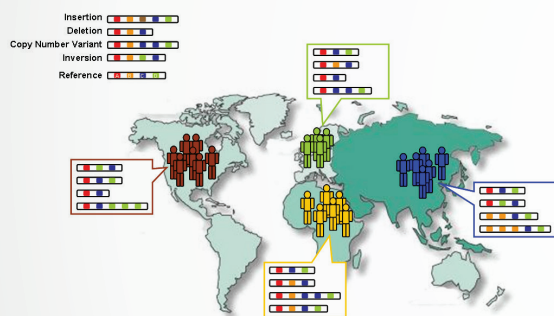 Insertion
Deletion
Copy Number Variant
Inversion
Reference